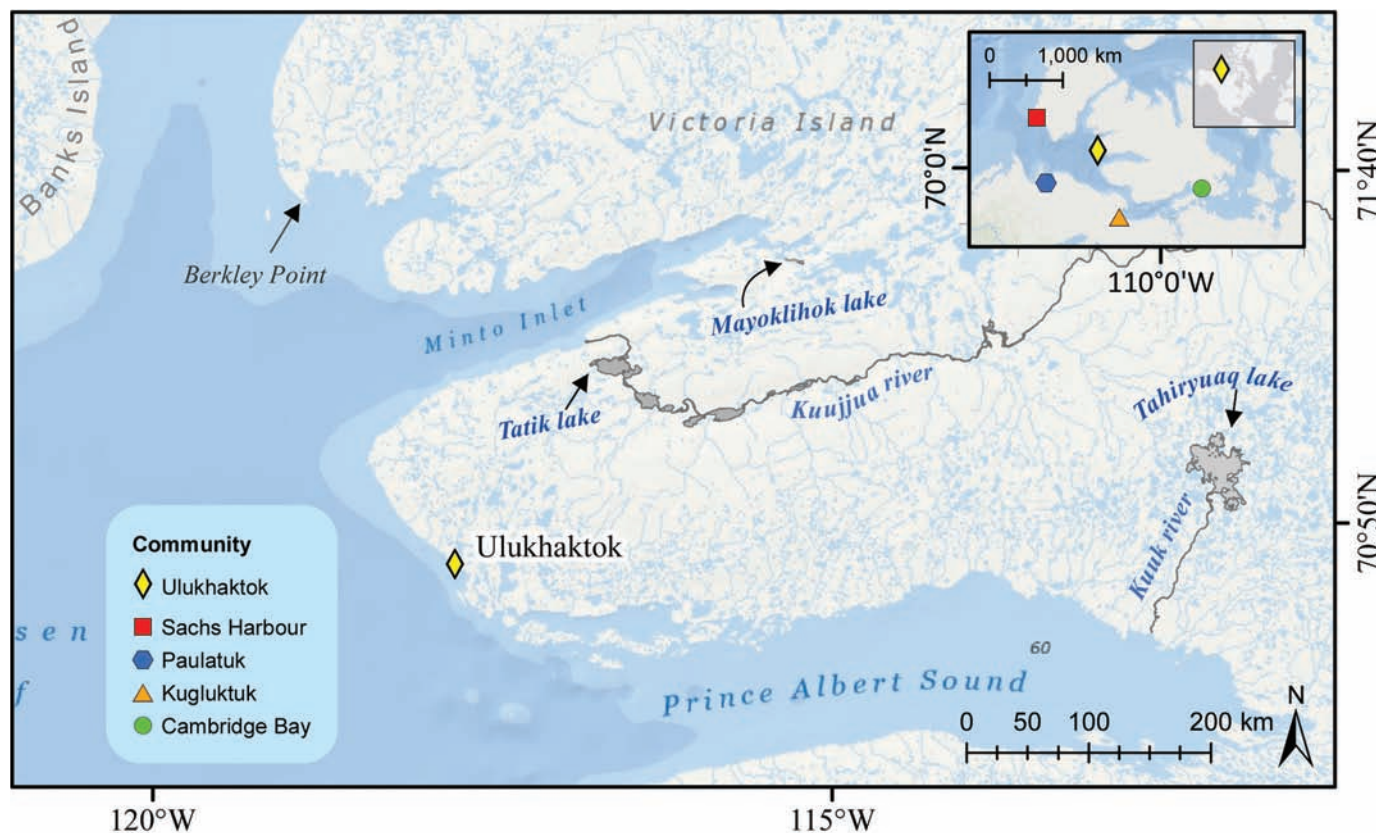 Banks Island
Victoria Island
0 1,000 km
70°0'N
110°0'W
71°40'N
Berkley Point
Minto Inlet
Mayoklihok lake
Tatik lake
Kuujjua river
Tahiryuaq lake
Kuuk river
70°50'N
Ulukhaktok
Community
Ulukhaktok
Sachs Harbour
Paulatuk
Kugluktuk
Cambridge Bay
sen
f
60
Prince Albert Sound
0 50 100 200 km
N
120°W
115°W